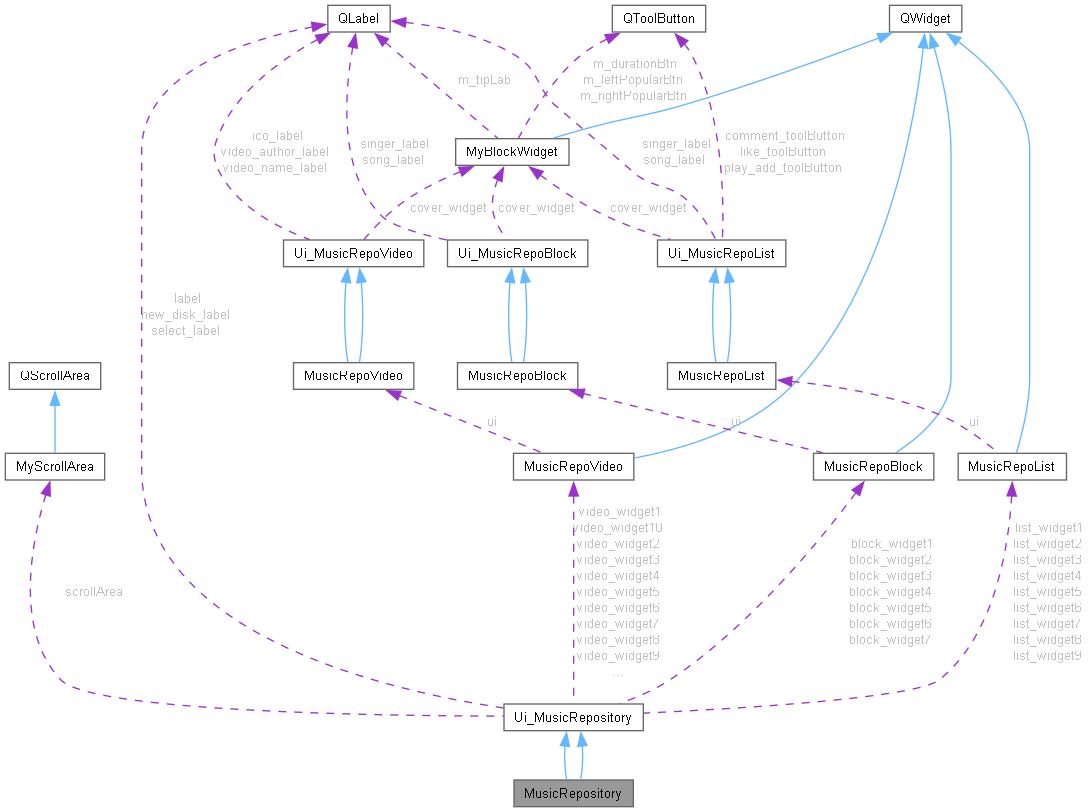 QLabel
QToolButton
QWidget
m_tipLab
m_durationBtn
m_leftPopularBtn
m_rightPopularBtn
ico_label
video_author_label
video_name_label
singer_label
song_label
MyBlockWidget
singer_label
song_label
comment_toolButton
like_toolButton
play_add_toolButton
cover_widget
cover_widget
cover_widget
Ui_MusicRepoVideo
Ui_MusicRepoBlock
Ui_MusicRepoList
label
new_disk_label
select_label
QScrollArea
MusicRepoVideo
MusicRepoBlock
MusicRepoList
ui
ui
ui
MyScrollArea
MusicRepoVideo
MusicRepoBlock
MusicRepoList
scrollArea
video_widget1
video_widget10
video_widget2
video_widget3
video_widget4
video_widget5
video_widget6
video_widget7
video_widget8
video_widget9
...
block_widget1
block_widget2
block_widget3
block_widget4
block_widget5
block_widget6
block_widget7
list_widget1
list_widget2
list_widget3
list_widget4
list_widget5
list_widget6
list_widget7
list_widget8
list_widget9
Ui_MusicRepository
MusicRepository